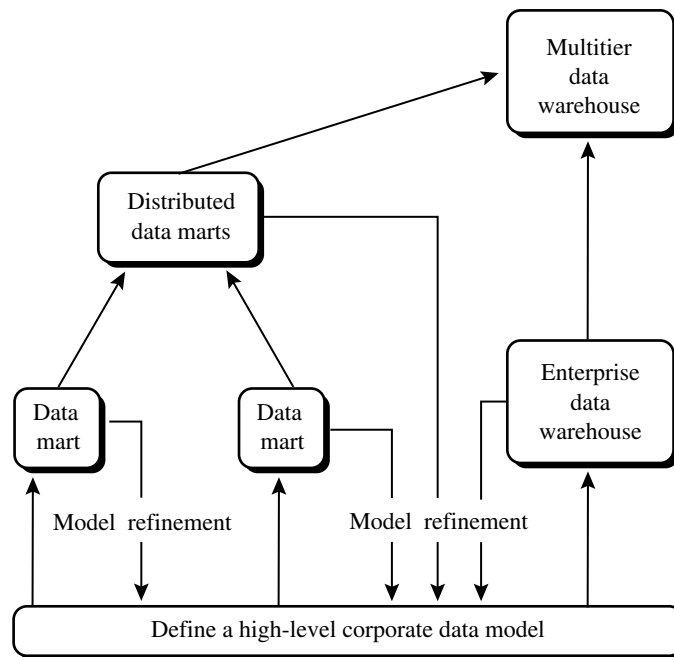 Multitier
data
warehouse
Distributed
data marts
Enterprise
data
warehouse
Data
mart
Data
mart
Model refinement
Model refinement
Define a high-level corporate data model